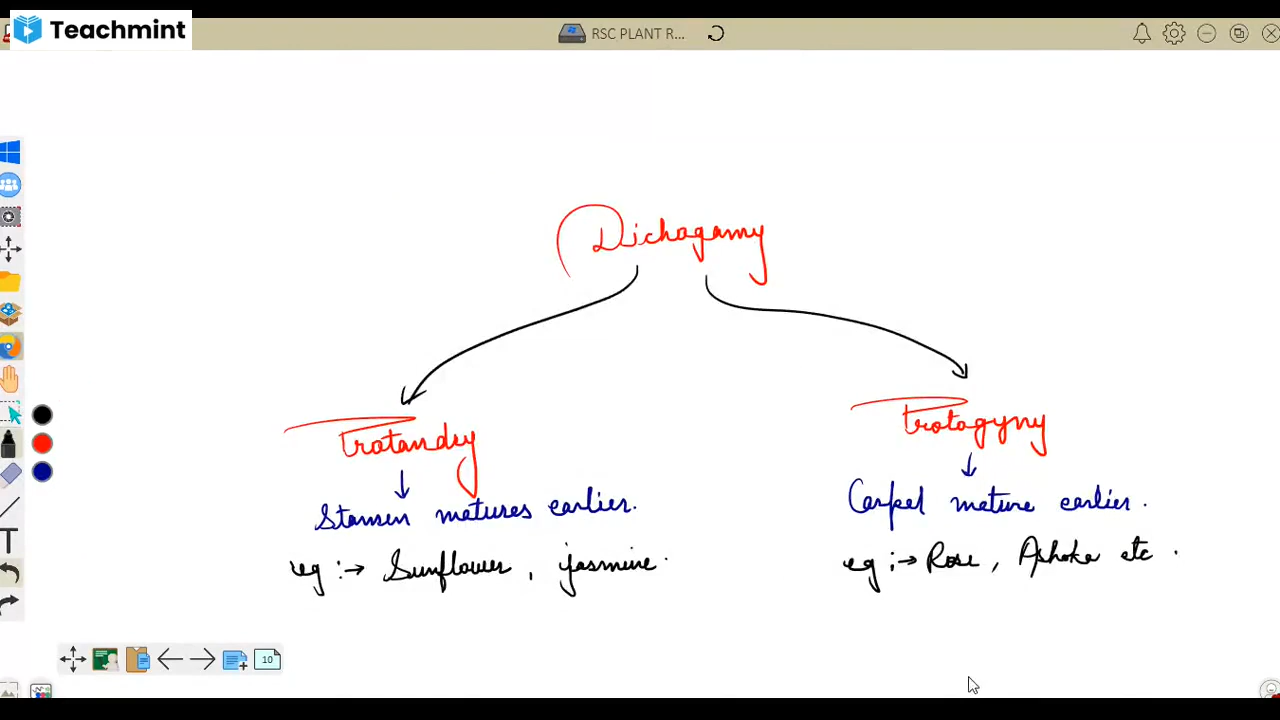 Teachmint
RSC PLANT R...
Dichogamy
Protandry
Protogyny
Stamen matures earlier.
Carpel mature earlier.
eg :→ Sunflower, jasmine.
eg ;→ Rose, Ashoka etc.
10